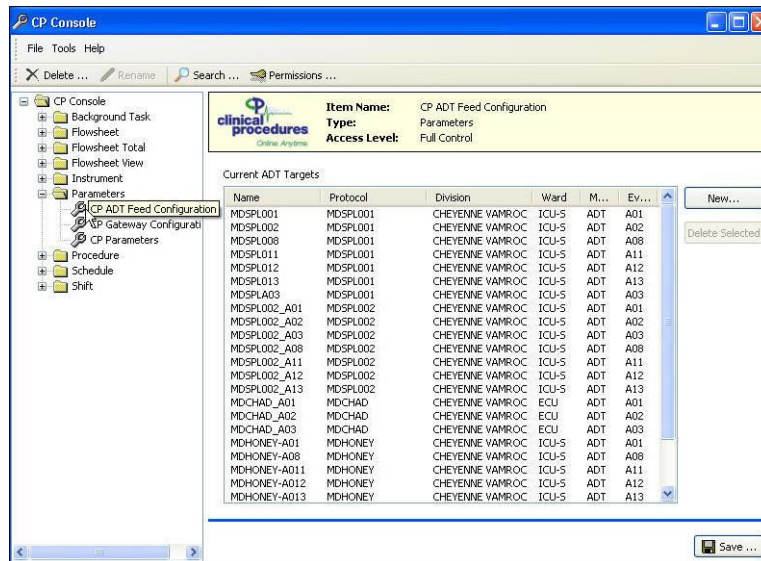 CP Console
File Tools Help
Delete ... Rename Search ... Permissions ...
CP Console
Background Task
Flowsheet
Flowsheet Total
Flowsheet View
Instrument
Parameters
CP ADT Feed Configuration
CP Gateway Configurati
CP Parameters
Procedure
Schedule
Shift
clinical procedures
Online Anytime
Item Name: CP ADT Feed Configuration
Type: Parameters
Access Level: Full Control
Current ADT Targets
Name Protocol Division Ward M... Ev...
MDSPL001 MDSPL001 CHEYENNE VAMROC ICU-S ADT A01
MDSPL002 MDSPL001 CHEYENNE VAMROC ICU-S ADT A02
MDSPL008 MDSPL001 CHEYENNE VAMROC ICU-S ADT A08
MDSPL011 MDSPL001 CHEYENNE VAMROC ICU-S ADT A11
MDSPL012 MDSPL001 CHEYENNE VAMROC ICU-S ADT A12
MDSPL013 MDSPL001 CHEYENNE VAMROC ICU-S ADT A13
MDSPLA03 MDSPL001 CHEYENNE VAMROC ICU-S ADT A03
MDSPL002_A01 MDSPL002 CHEYENNE VAMROC ICU-S ADT A01
MDSPL002_A02 MDSPL002 CHEYENNE VAMROC ICU-S ADT A02
MDSPL002_A03 MDSPL002 CHEYENNE VAMROC ICU-S ADT A03
MDSPL002_A08 MDSPL002 CHEYENNE VAMROC ICU-S ADT A08
MDSPL002_A11 MDSPL002 CHEYENNE VAMROC ICU-S ADT A11
MDSPL002_A12 MDSPL002 CHEYENNE VAMROC ICU-S ADT A12
MDSPL002_A13 MDSPL002 CHEYENNE VAMROC ICU-S ADT A13
MDCHAD_A01 MDCHAD CHEYENNE VAMROC ECU ADT A01
MDCHAD_A02 MDCHAD CHEYENNE VAMROC ECU ADT A02
MDCHAD_A03 MDCHAD CHEYENNE VAMROC ECU ADT A03
MDHONEY-A01 MDHONEY CHEYENNE VAMROC ICU-S ADT A01
MDHONEY-A08 MDHONEY CHEYENNE VAMROC ICU-S ADT A08
MDHONEY-A011 MDHONEY CHEYENNE VAMROC ICU-S ADT A11
MDHONEY-A012 MDHONEY CHEYENNE VAMROC ICU-S ADT A12
MDHONEY-A013 MDHONEY CHEYENNE VAMROC ICU-S ADT A13
New...
Delete Selected
Save ...